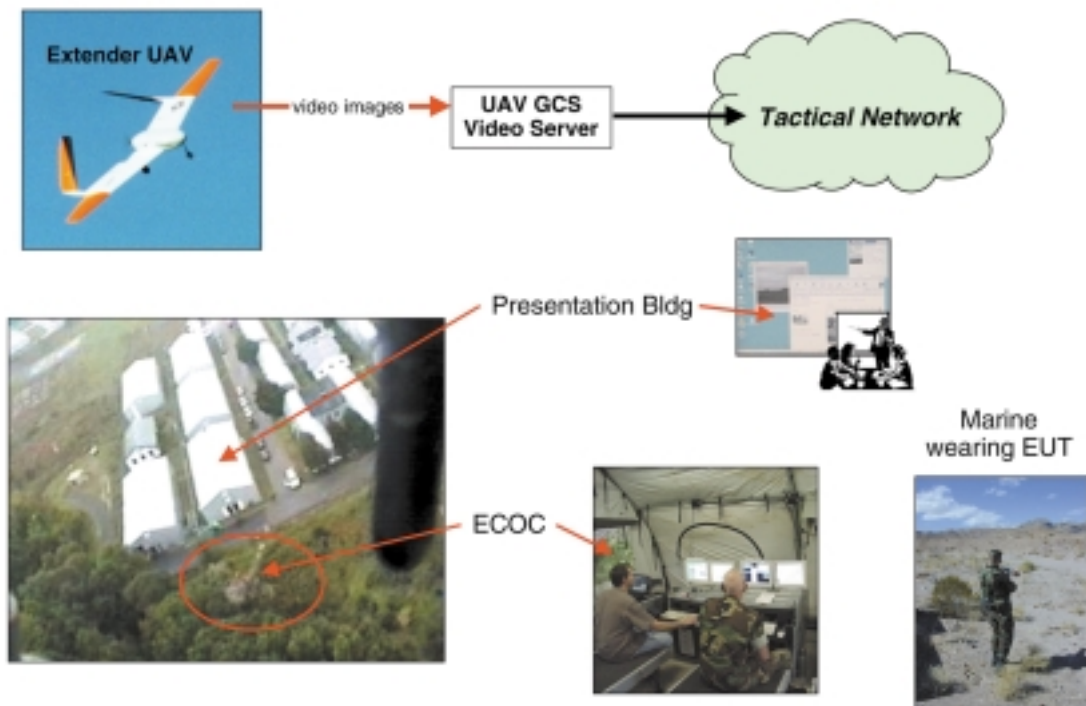 Extender UAV
video images
UAV GCS
Video Server
Tactical Network
Presentation Bldg
Marine
wearing EUT
ECOC